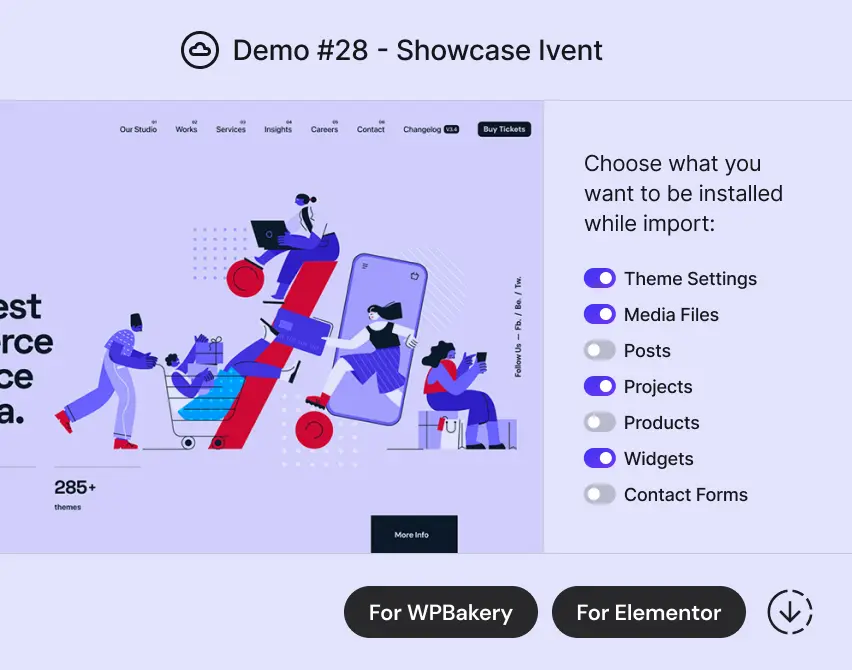 Demo #28 - Showcase Ivent
01 02 03 04 05 06
Our Studio Works Services Insights Careers Contact Changelog V3.4 Buy Tickets
Choose what you
want to be installed
while import:
Theme Settings
Media Files
Posts
Projects
Products
Widgets
Contact Forms
est
rce
ce
a.
Follow Us — Fb. / Be. / Tw.
285+
themes
More Info
For WPBakery
For Elementor